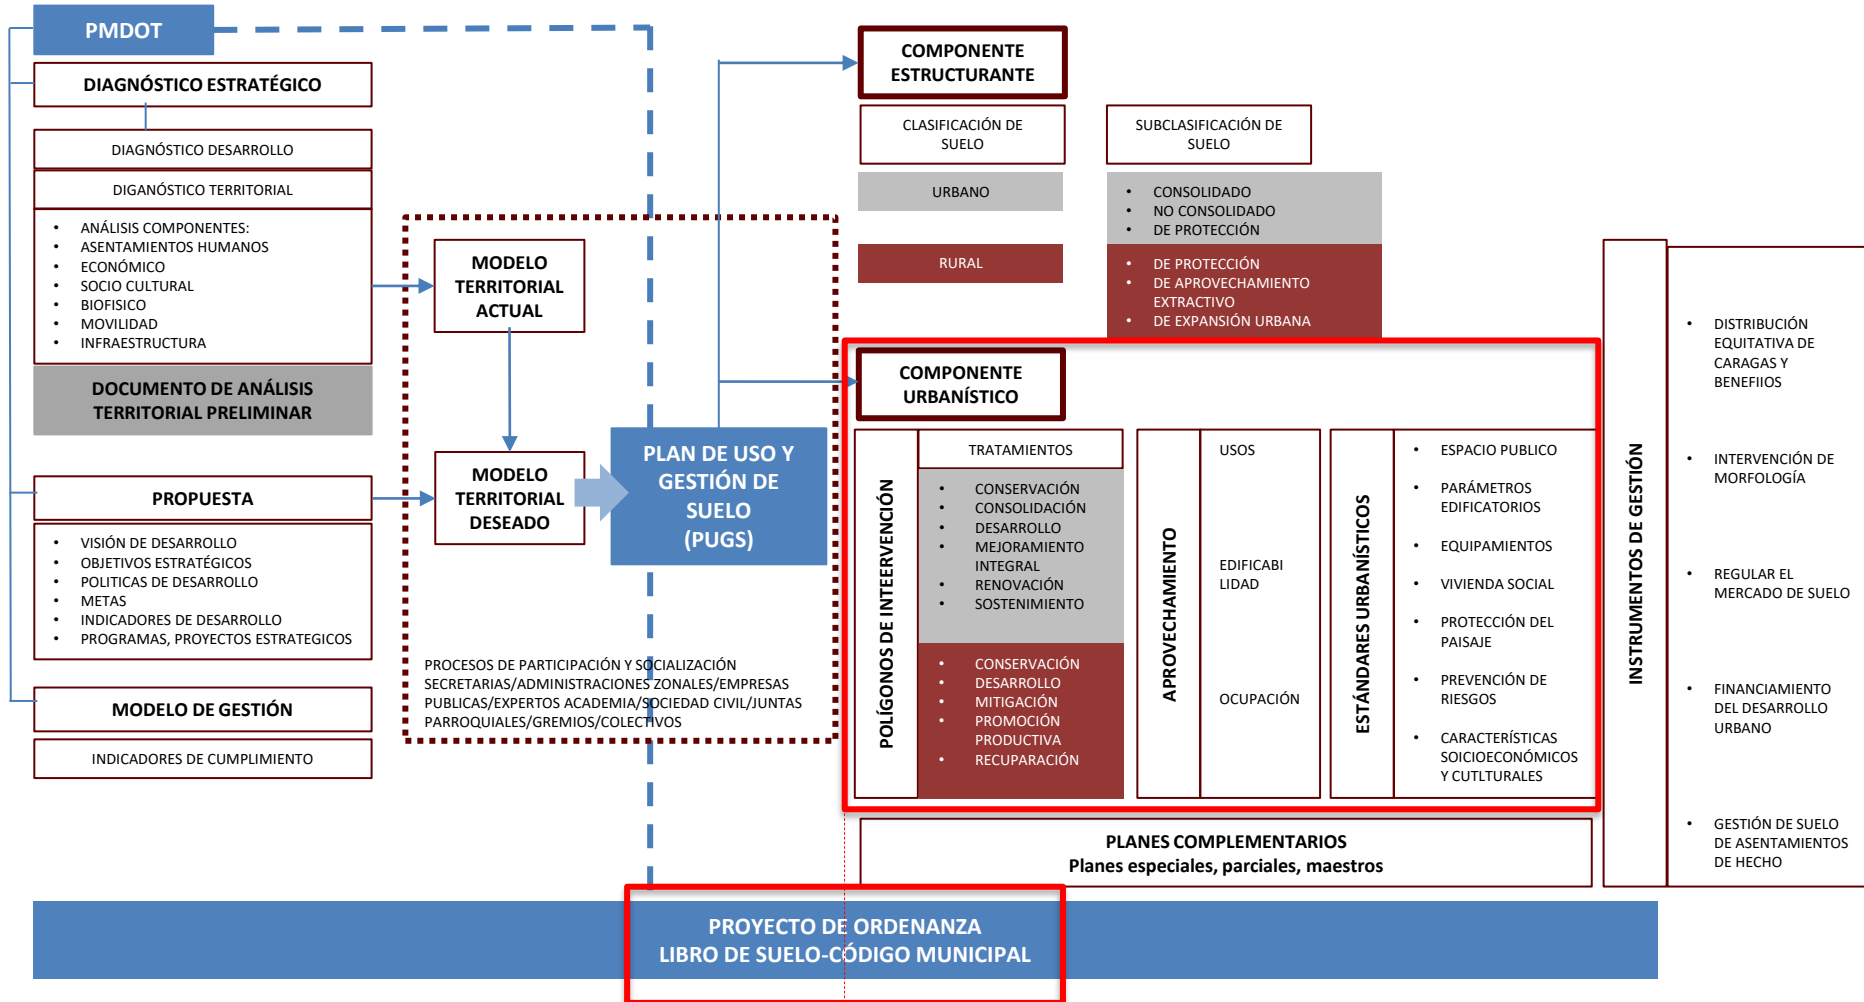 PMDOT
DIAGNÓSTICO ESTRATÉGICO
DIAGNÓSTICO DESARROLLO
DIGANÓSTICO TERRITORIAL
• ANÁLISIS COMPONENTES:
• ASENTAMIENTOS HUMANOS
• ECONÓMICO
• SOCIO CULTURAL
• BIOFISICO
• MOVILIDAD
• INFRAESTRUCTURA
DOCUMENTO DE ANÁLISIS
TERRITORIAL PRELIMINAR
PROPUESTA
• VISIÓN DE DESARROLLO
• OBJETIVOS ESTRATÉGICOS
• POLITICAS DE DESARROLLO
• METAS
• INDICADORES DE DESARROLLO
• PROGRAMAS, PROYECTOS ESTRATEGICOS
MODELO DE GESTIÓN
INDICADORES DE CUMPLIMIENTO
MODELO
TERRITORIAL
ACTUAL
MODELO
TERRITORIAL
DESEADO
PLAN DE USO Y
GESTIÓN DE
SUELO
(PUGS)
PROCESOS DE PARTICIPACIÓN Y SOCIALIZACIÓN
SECRETARIAS/ADMINISTRACIONES ZONALES/EMPRESAS
PUBLICAS/EXPERTOS ACADEMIA/SOCIEDAD CIVIL/JUNTAS
PARROQUIALES/GREMIOS/COLECTIVOS
COMPONENTE
ESTRUCTURANTE
CLASIFICACIÓN DE
SUELO
SUBCLASIFICACIÓN DE
SUELO
URBANO
• CONSOLIDADO
• NO CONSOLIDADO
• DE PROTECCIÓN
RURAL
• DE PROTECCIÓN
• DE APROVECHAMIENTO
EXTRACTIVO
• DE EXPANSIÓN URBANA
COMPONENTE
URBANÍSTICO
POLÍGONOS DE INTEERVENCIÓN
TRATAMIENTOS
• CONSERVACIÓN
• CONSOLIDACIÓN
• DESARROLLO
• MEJORAMIENTO
INTEGRAL
• RENOVACIÓN
• SOSTENIMIENTO
• CONSERVACIÓN
• DESARROLLO
• MITIGACIÓN
• PROMOCIÓN
PRODUCTIVA
• RECUPARACIÓN
APROVECHAMIENTO
USOS
EDIFICABI
LIDAD
OCUPACIÓN
ESTÁNDARES URBANÍSTICOS
• ESPACIO PUBLICO
• PARÁMETROS
EDIFICATORIOS
• EQUIPAMIENTOS
• VIVIENDA SOCIAL
• PROTECCIÓN DEL
PAISAJE
• PREVENCIÓN DE
RIESGOS
• CARACTERÍSTICAS
SOICIOECONÓMICOS
Y CUTLTURALES
INSTRUMENTOS DE GESTIÓN
• DISTRIBUCIÓN
EQUITATIVA DE
CARAGAS Y
BENEFIIOS
• INTERVENCIÓN DE
MORFOLOGÍA
• REGULAR EL
MERCADO DE SUELO
• FINANCIAMIENTO
DEL DESARROLLO
URBANO
• GESTIÓN DE SUELO
DE ASENTAMIENTOS
DE HECHO
PLANES COMPLEMENTARIOS
Planes especiales, parciales, maestros
PROYECTO DE ORDENANZA
LIBRO DE SUELO-CÓDIGO MUNICIPAL